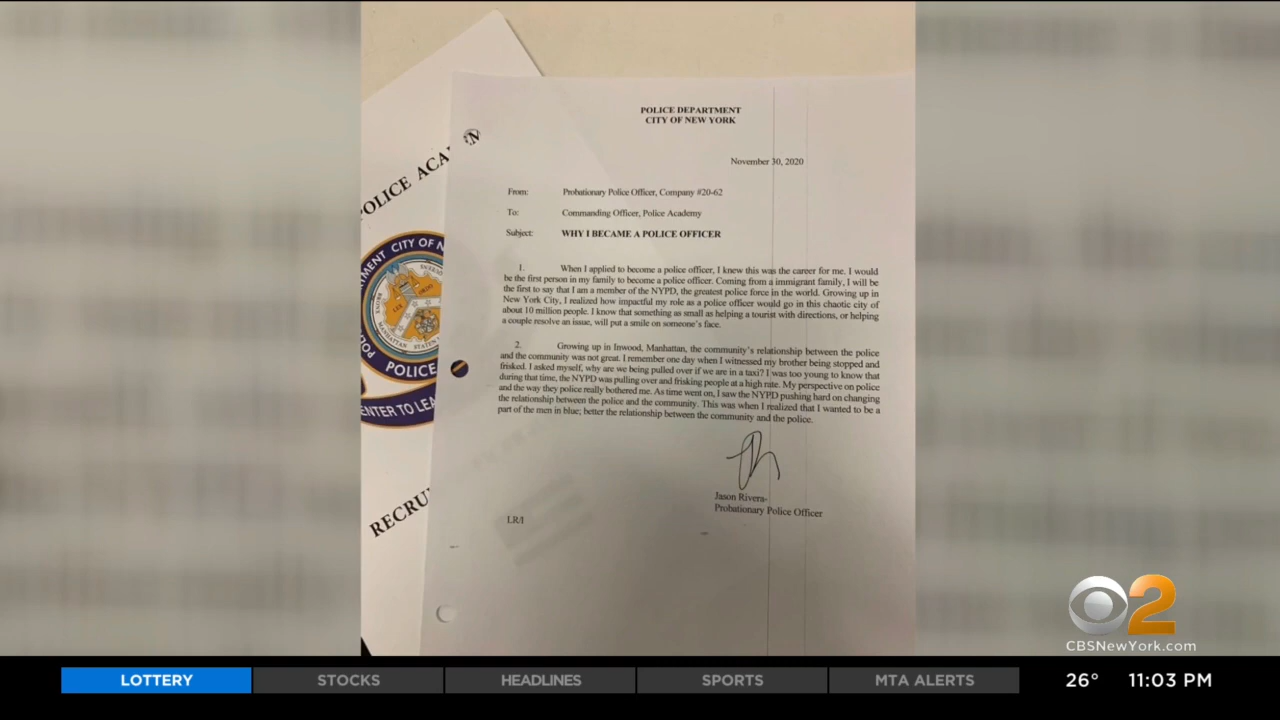 POLICE DEPARTMENT
CITY OF NEW YORK
November 30, 2020
From: Probationary Police Officer, Company #20-62
To: Commanding Officer, Police Academy
Subject: WHY I BECAME A POLICE OFFICER
1. When I applied to become a police officer, I knew this was the career for me. I would
be the first person in my family to become a police officer. Coming from a immigrant family, I will be
the first to say that I am a member of the NYPD, the greatest police force in the world. Growing up in
New York City, I realized how impactful my role as a police officer would go in this chaotic city of
about 10 million people. I know that something as small as helping a tourist with directions, or helping
a couple resolve an issue, will put a smile on someone's face.
2. Growing up in Inwood, Manhattan, the community's relationship between the police
and the community was not great. I remember one day when I witnessed my brother being stopped and
frisked. I asked myself, why are we being pulled over if we are in a taxi? I was too young to know that
during that time, the NYPD was pulling over and frisking people at a high rate. My perspective on police
and the way they police really bothered me. As time went on, I saw the NYPD pushing hard on changing
the relationship between the police and the community. This was when I realized that I wanted to be a
part of the men in blue; better the relationship between the community and the police.
Jason Rivera-
Probationary Police Officer
POLICE ACA
CITY OF N
POLICE
ENTER TO LEA
RECRU
CBS 2
CBSNewYork.com
LOTTERY
STOCKS
HEADLINES
SPORTS
MTA ALERTS
26° 11:03 PM